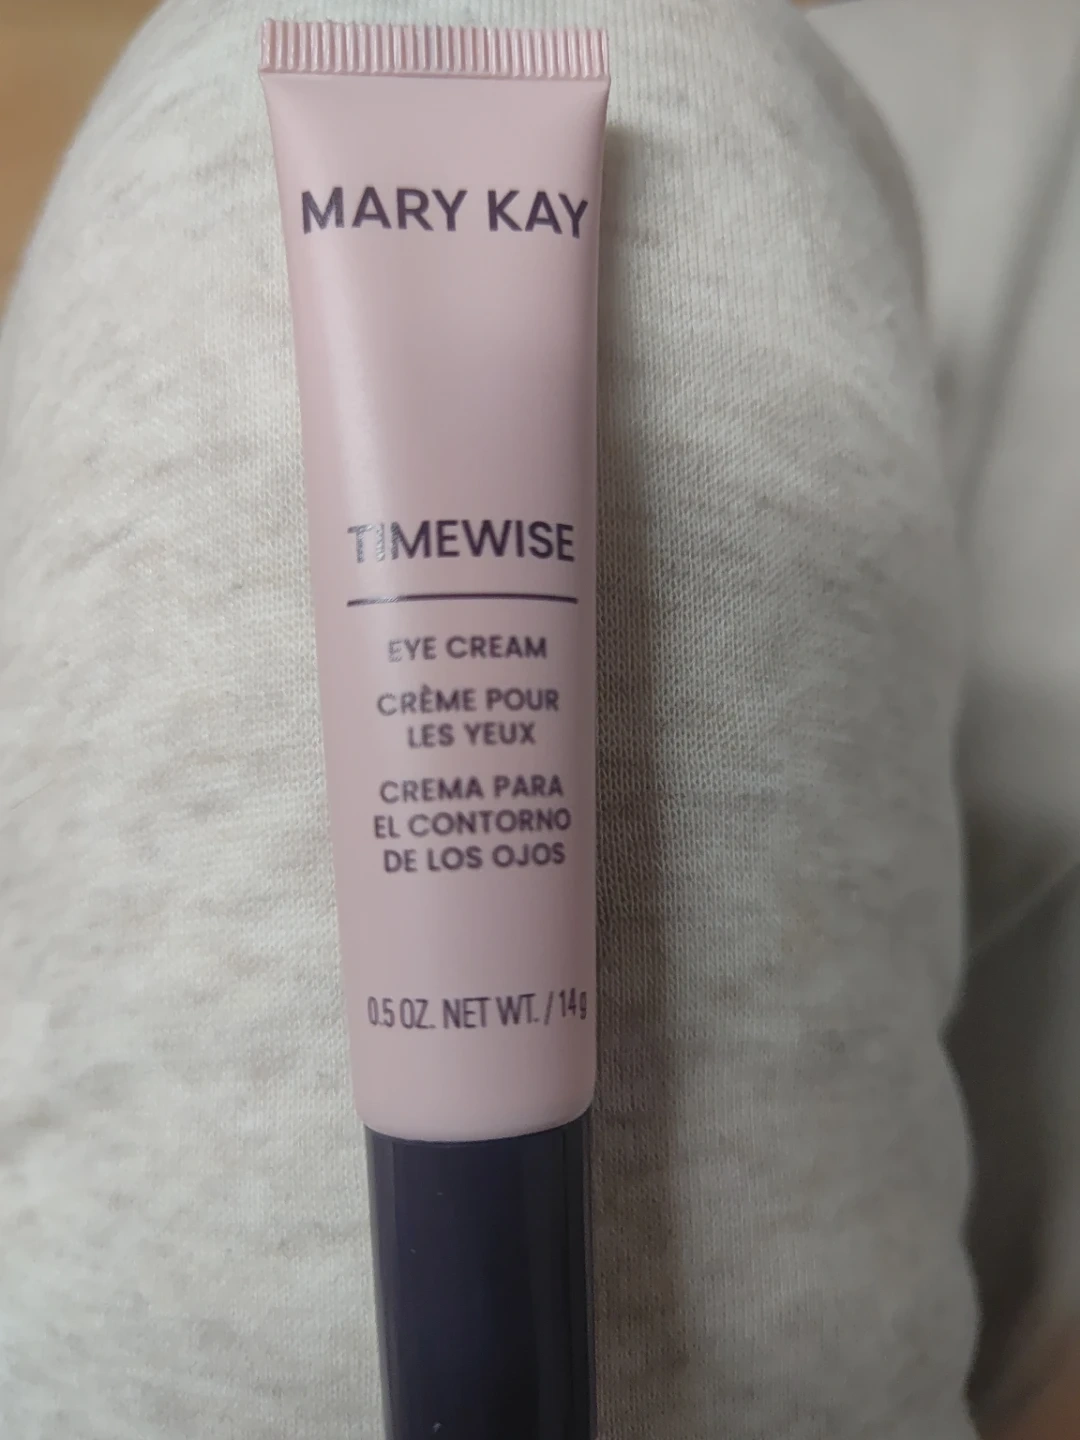 MARY KAY
TIMEWISE
EYE CREAM
CRÈME POUR
LES YEUX
CREMA PARA
EL CONTORNO
DE LOS OJOS
0.5 OZ. NET WT. / 14 g